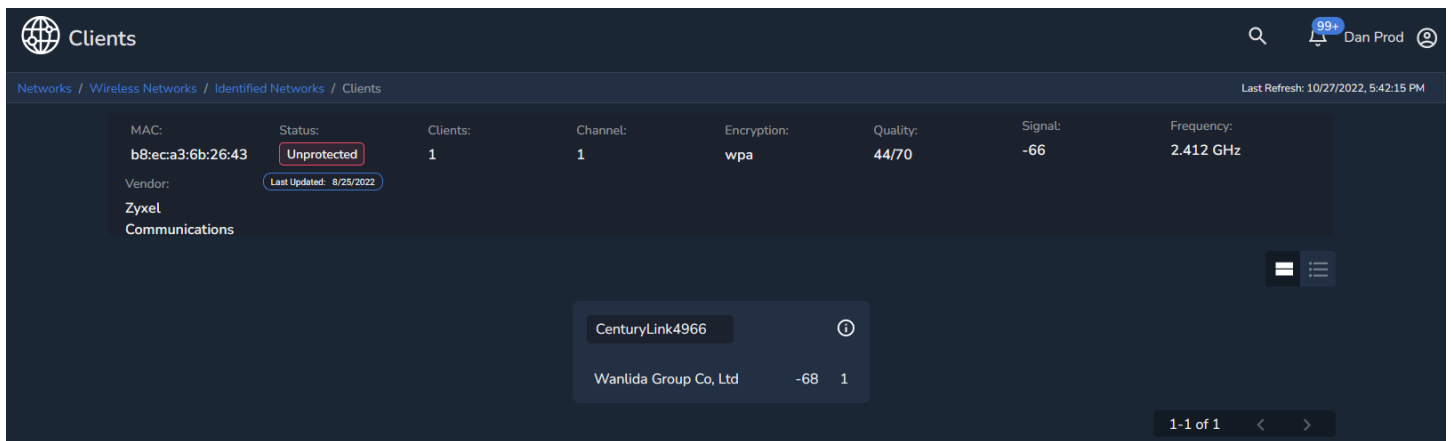 Clients
99+
Dan Prod
Networks / Wireless Networks / Identified Networks / Clients
Last Refresh: 10/27/2022, 5:42:15 PM
MAC: Status: Clients: Channel: Encryption: Quality: Signal: Frequency:
b8:ec:a3:6b:26:43 Unprotected 1 1 wpa 44/70 -66 2.412 GHz
Vendor: Last Updated: 8/25/2022
Zyxel
Communications
CenturyLink4966
Wanlida Group Co, Ltd -68 1
1-1 of 1